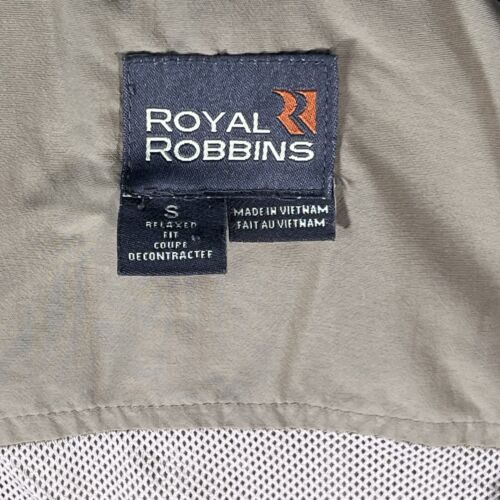 ROYAL
ROBBINS
S
RELAXED
FIT
COUPE
DECONTRACTEE
MADE IN VIETNAM
FAIT AU VIETNAM